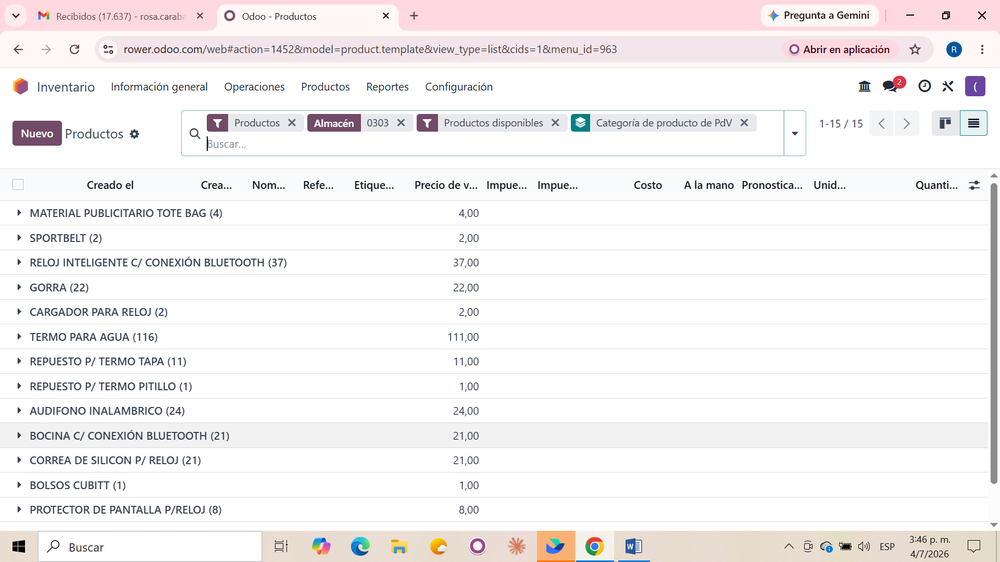 Recibidos (17.637) - rosa.caraba
Odoo - Productos
Pregunta a Gemini
rower.odoo.com/web#action=1452&model=product.template&view_type=list&cids=1&menu_id=963
Abrir en aplicación
R
Inventario
Información general
Operaciones
Productos
Reportes
Configuración
2
(
Nuevo
Productos
Productos
Almacén 0303
Productos disponibles
Categoría de producto de PdV
Buscar...
1-15 / 15
Creado el Crea... Nom... Refe... Etique... Precio de v... Impue... Impue... Costo A la mano Pronostica... Unid... Quanti...
MATERIAL PUBLICITARIO TOTE BAG (4) 4,00
SPORTBELT (2) 2,00
RELOJ INTELIGENTE C/ CONEXIÓN BLUETOOTH (37) 37,00
GORRA (22) 22,00
CARGADOR PARA RELOJ (2) 2,00
TERMO PARA AGUA (116) 111,00
REPUESTO P/ TERMO TAPA (11) 11,00
REPUESTO P/ TERMO PITILLO (1) 1,00
AUDIFONO INALAMBRICO (24) 24,00
BOCINA C/ CONEXIÓN BLUETOOTH (21) 21,00
CORREA DE SILICON P/ RELOJ (21) 21,00
BOLSOS CUBITT (1) 1,00
PROTECTOR DE PANTALLA P/RELOJ (8) 8,00
Buscar
ESP
3:46 p. m.
4/7/2026